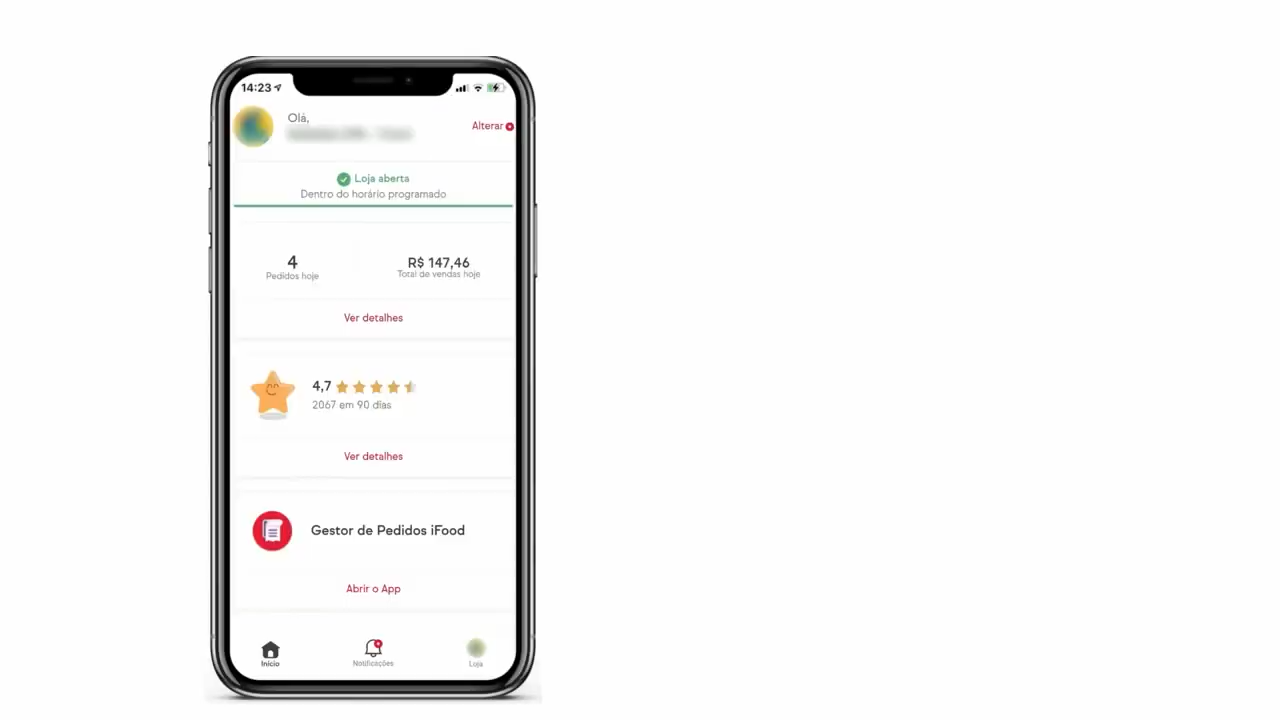 14:23
Olá,
Alterar
Loja aberta
Dentro do horário programado
4
Pedidos hoje
R$ 147,46
Total de vendas hoje
Ver detalhes
4,7
2067 em 90 dias
Ver detalhes
Gestor de Pedidos iFood
Abrir o App
Início
Notificações
Loja